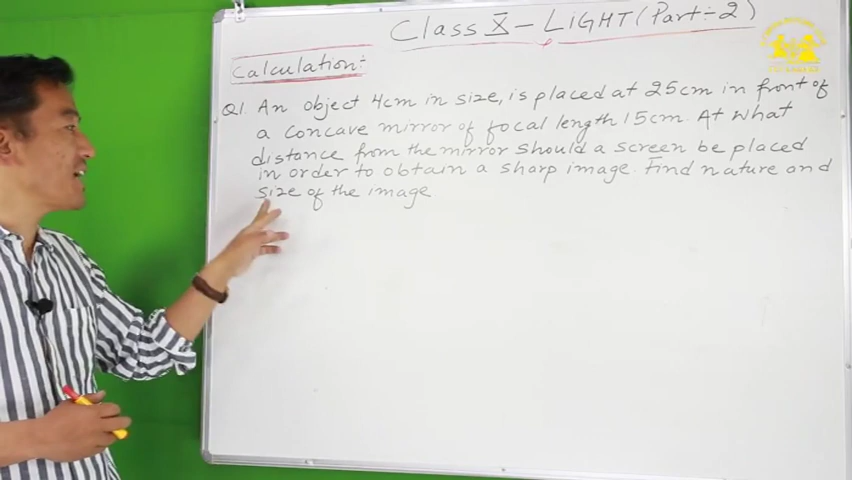 Class X - LIGHT (Part÷2)
Calculation:-
Q1. An object 4cm in size, is placed at 25cm in front of
a concave mirror of focal length 15cm. At what
distance from the mirror should a screen be placed
in order to obtain a sharp image. Find nature and
size of the image